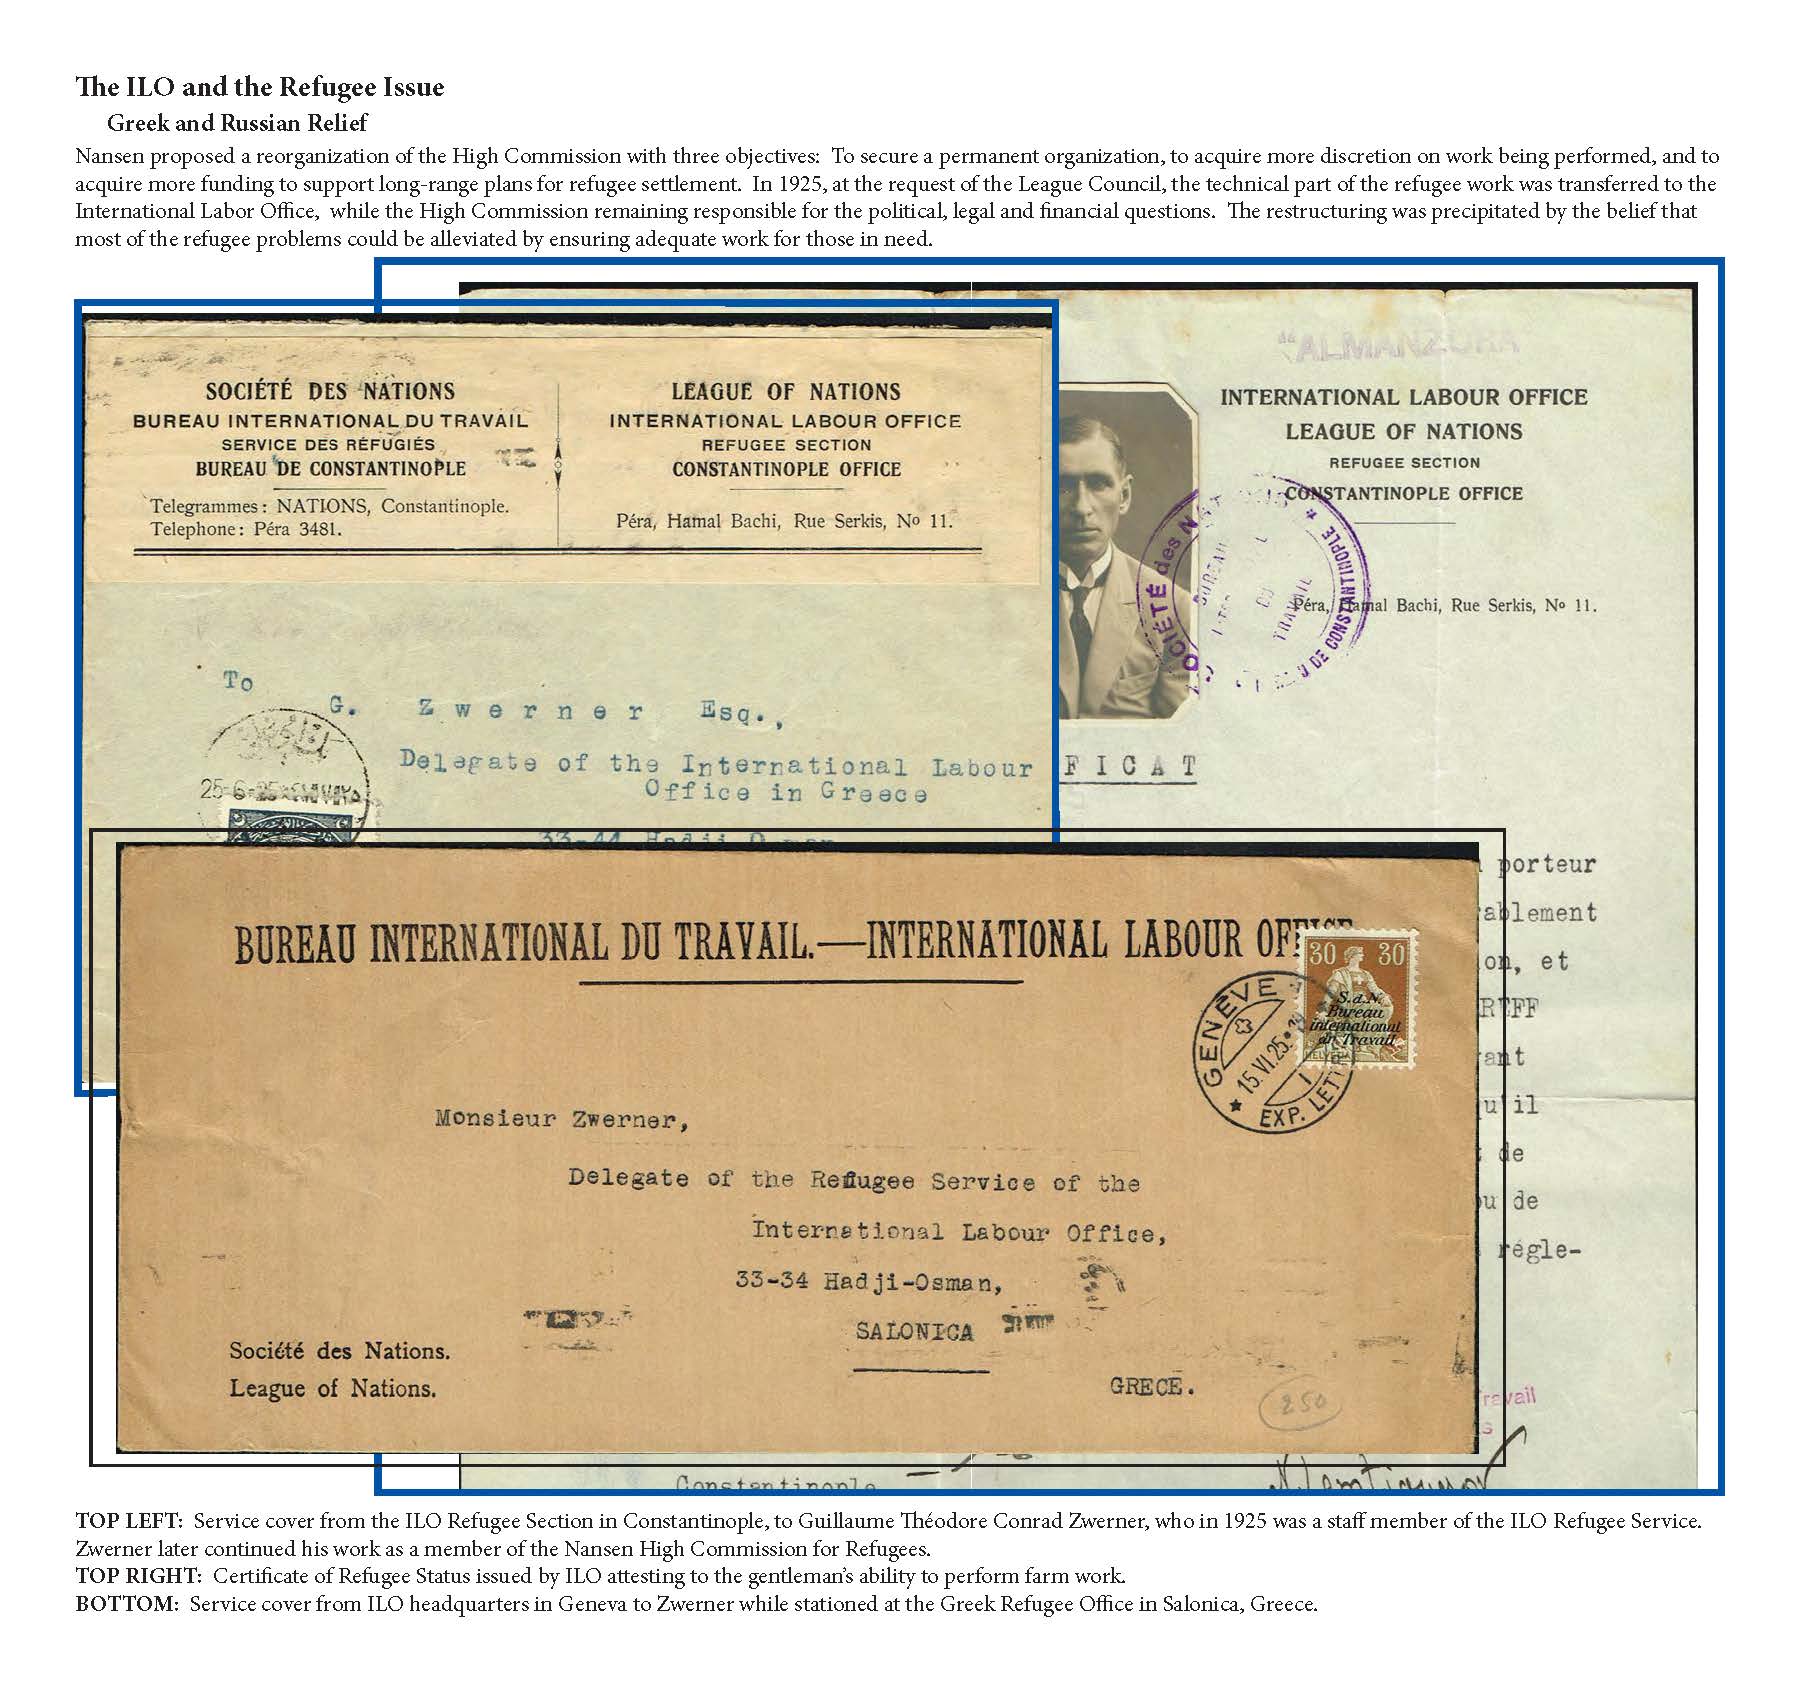 The ILO and the Refugee Issue
Greek and Russian Relief
Nansen proposed a reorganization of the High Commission with three objectives:  To secure a permanent organization, to acquire more discretion on work being performed, and to
acquire more funding to support long-range plans for refugee settlement.  In 1925, at the request of the League Council, the technical part of the refugee work was transferred to the
International Labor Office,  while the High Commission remaining responsible for the political, legal and financial questions.  The restructuring was precipitated by the belief that
most of the refugee problems could be alleviated by ensuring adequate work for those in need.
SOCIÉTÉ DES NATIONS
BUREAU INTERNATIONAL DU TRAVAIL
SERVICE DES RÉFUGIÉS
BUREAU DE CONSTANTINOPLE
Telegrammes: NATIONS, Constantinople.
Telephone: Péra 3481.
LEAGUE OF NATIONS
INTERNATIONAL LABOUR OFFICE
REFUGEE SECTION
CONSTANTINOPLE OFFICE
Péra, Hamal Bachi, Rue Serkis, No 11.
ALMANZORA
INTERNATIONAL LABOUR OFFICE
LEAGUE OF NATIONS
REFUGEE SECTION
CONSTANTINOPLE OFFICE
Péra, Hamal Bachi, Rue Serkis, No 11.
BUREAU
DU
TRAVAIL
DE CONSTANTINOPLE
To
G. Zwerner Esq.,
Delegate of the International Labour
Office in Greece
25-6-25
FICAT
porteur
ablement
on, et
REFF
ant
u'il
de
ou de
régle-
BUREAU INTERNATIONAL DU TRAVAIL.—INTERNATIONAL LABOUR OFFICE
30 30
S.d.N.
Bureau
international
du Travail
HELVETIA
GENÈVE 1
15.VI.25
EXP. LETT
Monsieur Zwerner,
Delegate of the Refugee Service of the
International Labour Office,
33-34 Hadji-Osman,
SALONICA
GRECE.
Société des Nations.
League of Nations.
250
ravail
s
Constantinople
TOP LEFT:  Service cover from the ILO Refugee Section in Constantinople, to Guillaume Théodore Conrad Zwerner, who in 1925 was a staff member of the ILO Refugee Service.
Zwerner later continued his work as a member of the Nansen High Commission for Refugees.
TOP RIGHT:  Certificate of Refugee Status issued by ILO attesting to the gentleman's ability to perform farm work.
BOTTOM:  Service cover from ILO headquarters in Geneva to Zwerner while stationed at the Greek Refugee Office in Salonica, Greece.